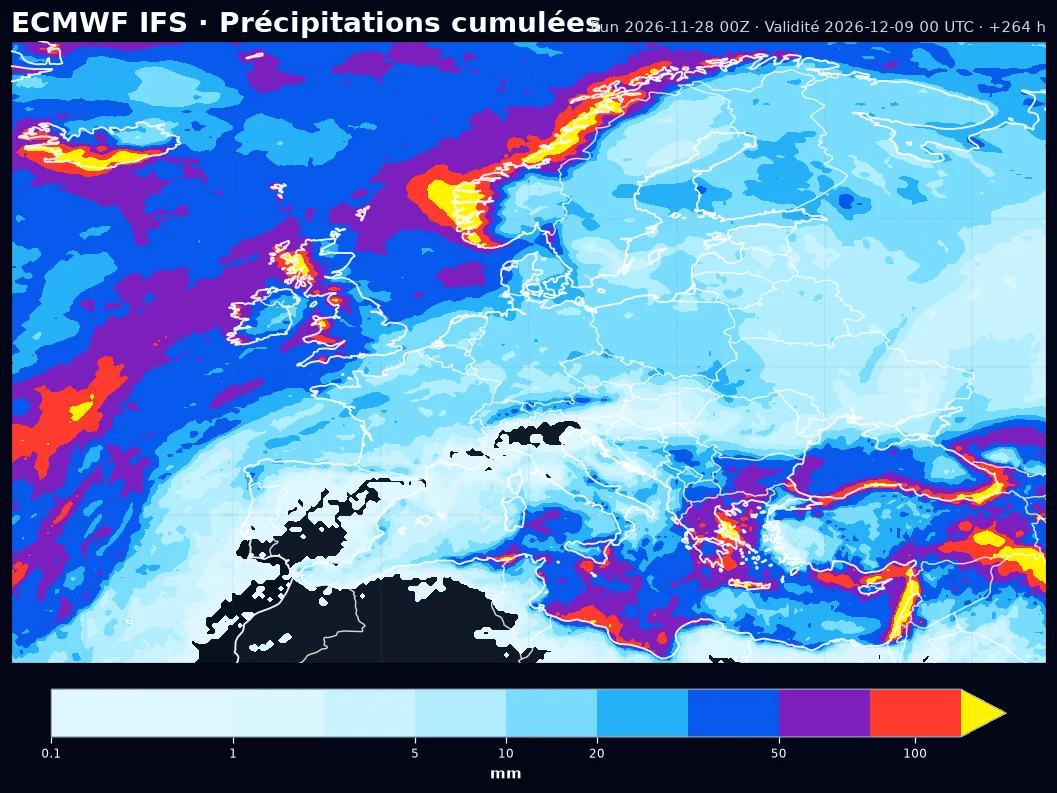 ECMWF IFS · Précipitations cumulées
Run 2026-11-28 00Z · Validité 2026-12-09 00 UTC · +264 h
0.1 1 5 10 20 50 100
mm